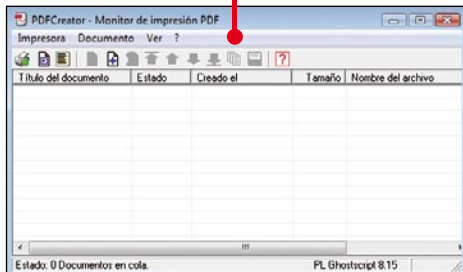 PDFCreator - Monitor de impresión PDF
Impresora Documento Ver ?
Título del documento Estado Creado el Tamaño Nombre del archivo
Estado: 0 Documentos en cola. PL Ghostscript 8.15